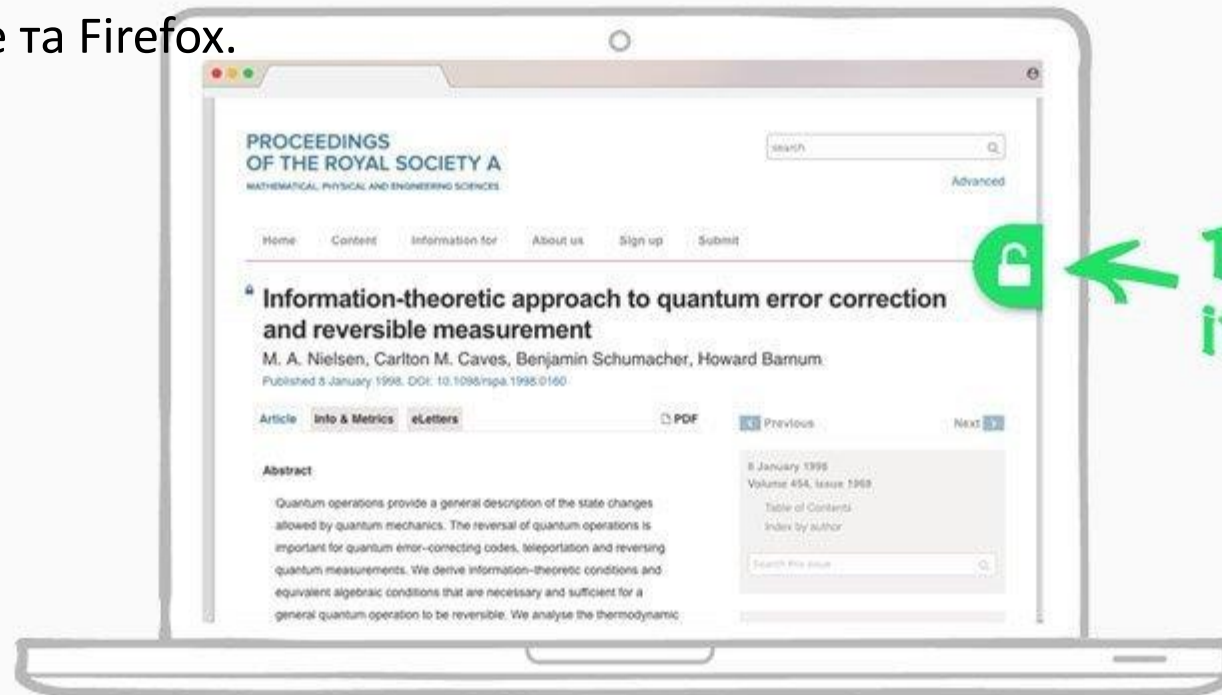 е та Firefox.
PROCEEDINGS
OF THE ROYAL SOCIETY A
MATHEMATICAL, PHYSICAL AND ENGINEERING SCIENCES
search
Advanced
Home Content Information for About us Sign up Submit
Information-theoretic approach to quantum error correction
and reversible measurement
M. A. Nielsen, Carlton M. Caves, Benjamin Schumacher, Howard Barnum
Published 8 January 1998. DOI: 10.1098/rspa.1998.0160
Article Info & Metrics eLetters PDF
Previous Next
Abstract
Quantum operations provide a general description of the state changes
allowed by quantum mechanics. The reversal of quantum operations is
important for quantum error-correcting codes, teleportation and reversing
quantum measurements. We derive information-theoretic conditions and
equivalent algebraic conditions that are necessary and sufficient for a
general quantum operation to be reversible. We analyse the thermodynamic
8 January 1998
Volume 454, issue 1969
Table of Contents
Index by author
Search this issue